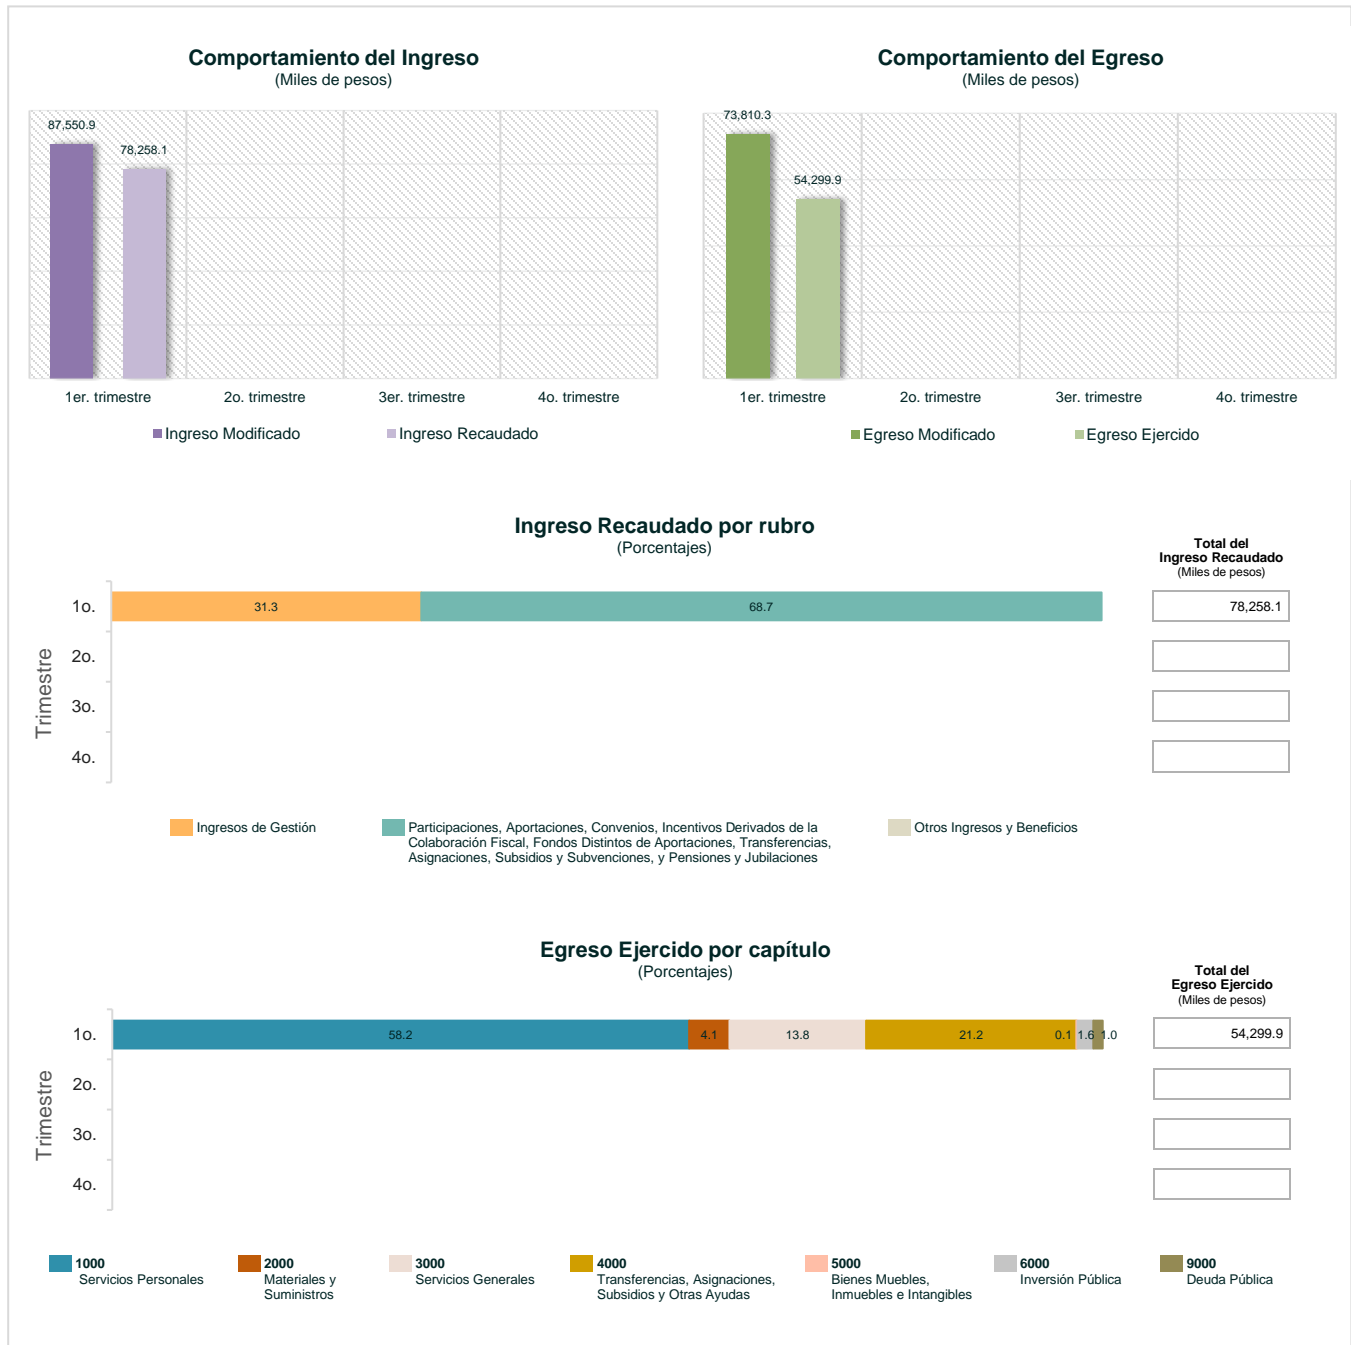 Comportamiento del Ingreso
(Miles de pesos)
87,550.9
78,258.1
1er. trimestre
2o. trimestre
3er. trimestre
4o. trimestre
Ingreso Modificado
Ingreso Recaudado
Comportamiento del Egreso
(Miles de pesos)
73,810.3
54,299.9
1er. trimestre
2o. trimestre
3er. trimestre
4o. trimestre
Egreso Modificado
Egreso Ejercido
Ingreso Recaudado por rubro
(Porcentajes)
Total del
Ingreso Recaudado
(Miles de pesos)
Trimestre
1o.
31.3
68.7
78,258.1
2o.
3o.
4o.
Ingresos de Gestión
Participaciones, Aportaciones, Convenios, Incentivos Derivados de la
Colaboración Fiscal, Fondos Distintos de Aportaciones, Transferencias,
Asignaciones, Subsidios y Subvenciones, y Pensiones y Jubilaciones
Otros Ingresos y Beneficios
Egreso Ejercido por capítulo
(Porcentajes)
Total del
Egreso Ejercido
(Miles de pesos)
Trimestre
1o.
58.2
4.1
13.8
21.2
0.1
1.6
1.0
54,299.9
2o.
3o.
4o.
1000
Servicios Personales
2000
Materiales y
Suministros
3000
Servicios Generales
4000
Transferencias, Asignaciones,
Subsidios y Otras Ayudas
5000
Bienes Muebles,
Inmuebles e Intangibles
6000
Inversión Pública
9000
Deuda Pública